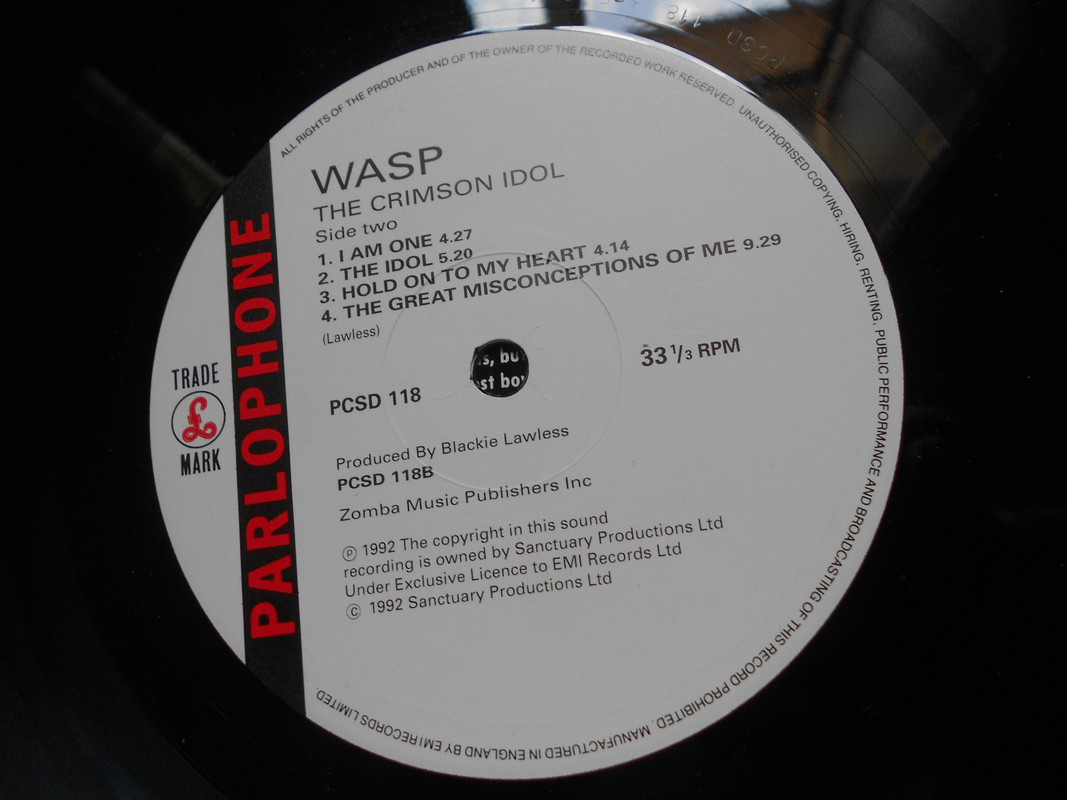 PCSD 118
ALL RIGHTS OF THE PRODUCER AND OF THE OWNER OF THE RECORDED WORK RESERVED. UNAUTHORISED COPYING, HIRING, RENTING, PUBLIC PERFORMANCE AND BROADCASTING OF THIS RECORD PROHIBITED. MANUFACTURED IN ENGLAND BY EMI RECORDS LIMITED.
WASP
THE CRIMSON IDOL
Side two
1. I AM ONE 4.27
2. THE IDOL 5.20
3. HOLD ON TO MY HEART 4.14
4. THE GREAT MISCONCEPTIONS OF ME 9.29
(Lawless)
33 1/3 RPM
PCSD 118
Produced By Blackie Lawless
PCSD 118B
Zomba Music Publishers Inc
℗ 1992 The copyright in this sound
recording is owned by Sanctuary Productions Ltd
Under Exclusive Licence to EMI Records Ltd
© 1992 Sanctuary Productions Ltd
PARLOPHONE
TRADE
£
MARK